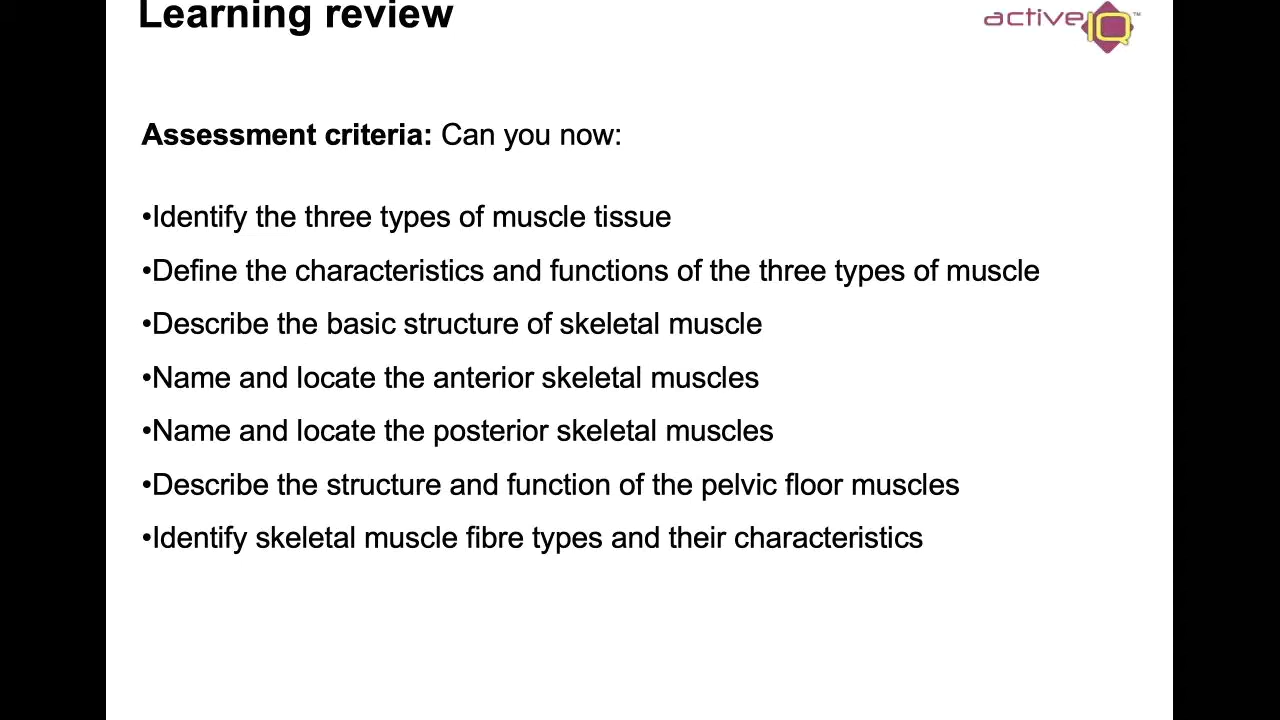 Learning review
activeIQ™
Assessment criteria: Can you now:
•Identify the three types of muscle tissue
•Define the characteristics and functions of the three types of muscle
•Describe the basic structure of skeletal muscle
•Name and locate the anterior skeletal muscles
•Name and locate the posterior skeletal muscles
•Describe the structure and function of the pelvic floor muscles
•Identify skeletal muscle fibre types and their characteristics